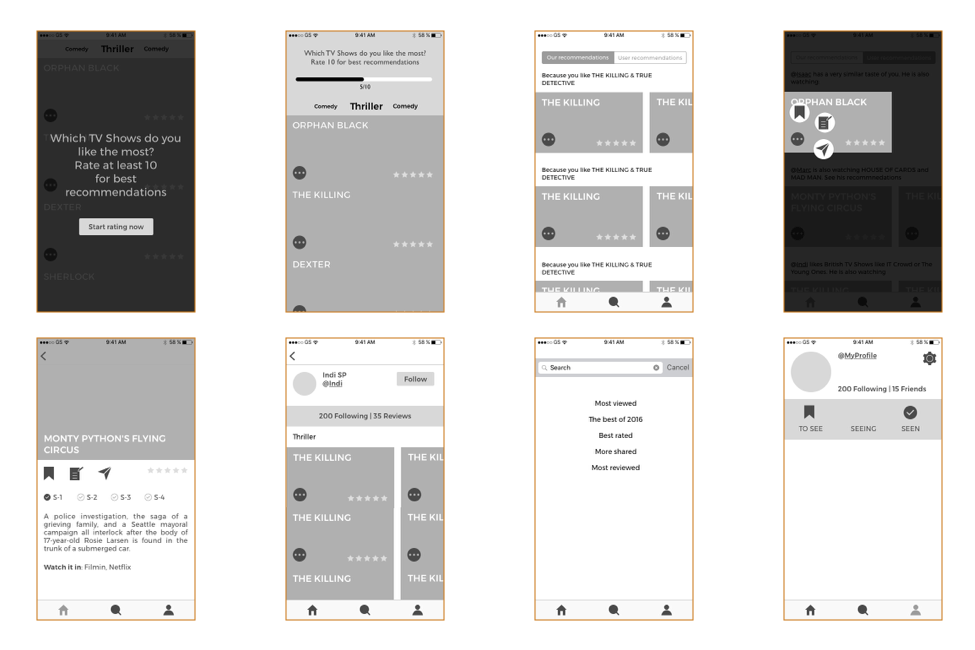 GS 9:41 AM 58 %
Comedy Thriller Comedy
ORPHAN BLACK
Which TV Shows do you
like the most?
Rate at least 10
for best
recommendations
DEXTER
Start rating now
SHERLOCK
GS 9:41 AM 58 %
Which TV Shows do you like the most?
Rate 10 for best recommendations
5/10
Comedy Thriller Comedy
ORPHAN BLACK
THE KILLING
DEXTER
GS 9:41 AM 58 %
Our recommendations User recommendations
Because you like THE KILLING & TRUE
DETECTIVE
THE KILLING THE KIL
Because you like THE KILLING & TRUE
DETECTIVE
THE KILLING THE KIL
Because you like THE KILLING & TRUE
DETECTIVE
THE KILLING THE KIL
GS 9:41 AM 58 %
has a very similar taste of you. He is also
watching
ORPHAN BLACK
@Marc is also watching HOUSE OF CARDS and
MAD MAN. See his recommendations
MONTY PYTHON'S THE KIL
FLYING CIRCUS
@Indi likes British TV Shows like IT Crowd or The
Young Ones. He is also watching
THE KILLING THE KIL
GS 9:41 AM 58 %
MONTY PYTHON'S FLYING
CIRCUS
S-1 S-2 S-3 S-4
A police investigation, the saga of a
grieving family, and a Seattle mayoral
campaign all interlock after the body of
17-year-old Rosie Larsen is found in the
trunk of a submerged car.
Watch it in: Filmin, Netflix
GS 9:41 AM 58 %
Indi SP
@Indi
Follow
200 Following | 35 Reviews
Thriller
THE KILLING THE KIL
THE KILLING THE KIL
THE KILLING THE KIL
GS 9:41 AM 58 %
Search Cancel
Most viewed
The best of 2016
Best rated
More shared
Most reviewed
GS 9:41 AM 58 %
@MyProfile
200 Following | 15 Friends
TO SEE SEEING SEEN